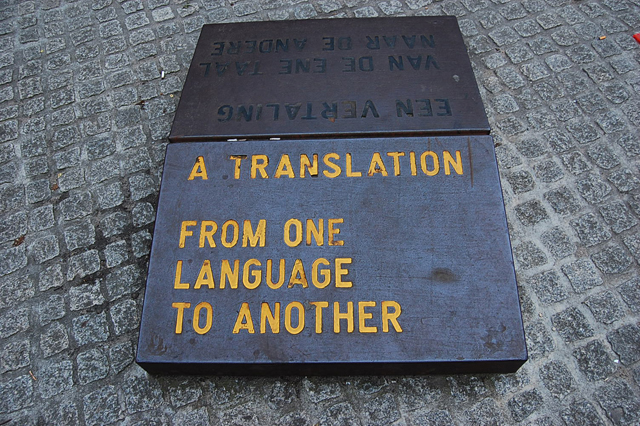 A TRANSLATION
FROM ONE
LANGUAGE
TO ANOTHER
EEN VERTALING
VAN DE ENE TAAL
NAAR DE ANDERE